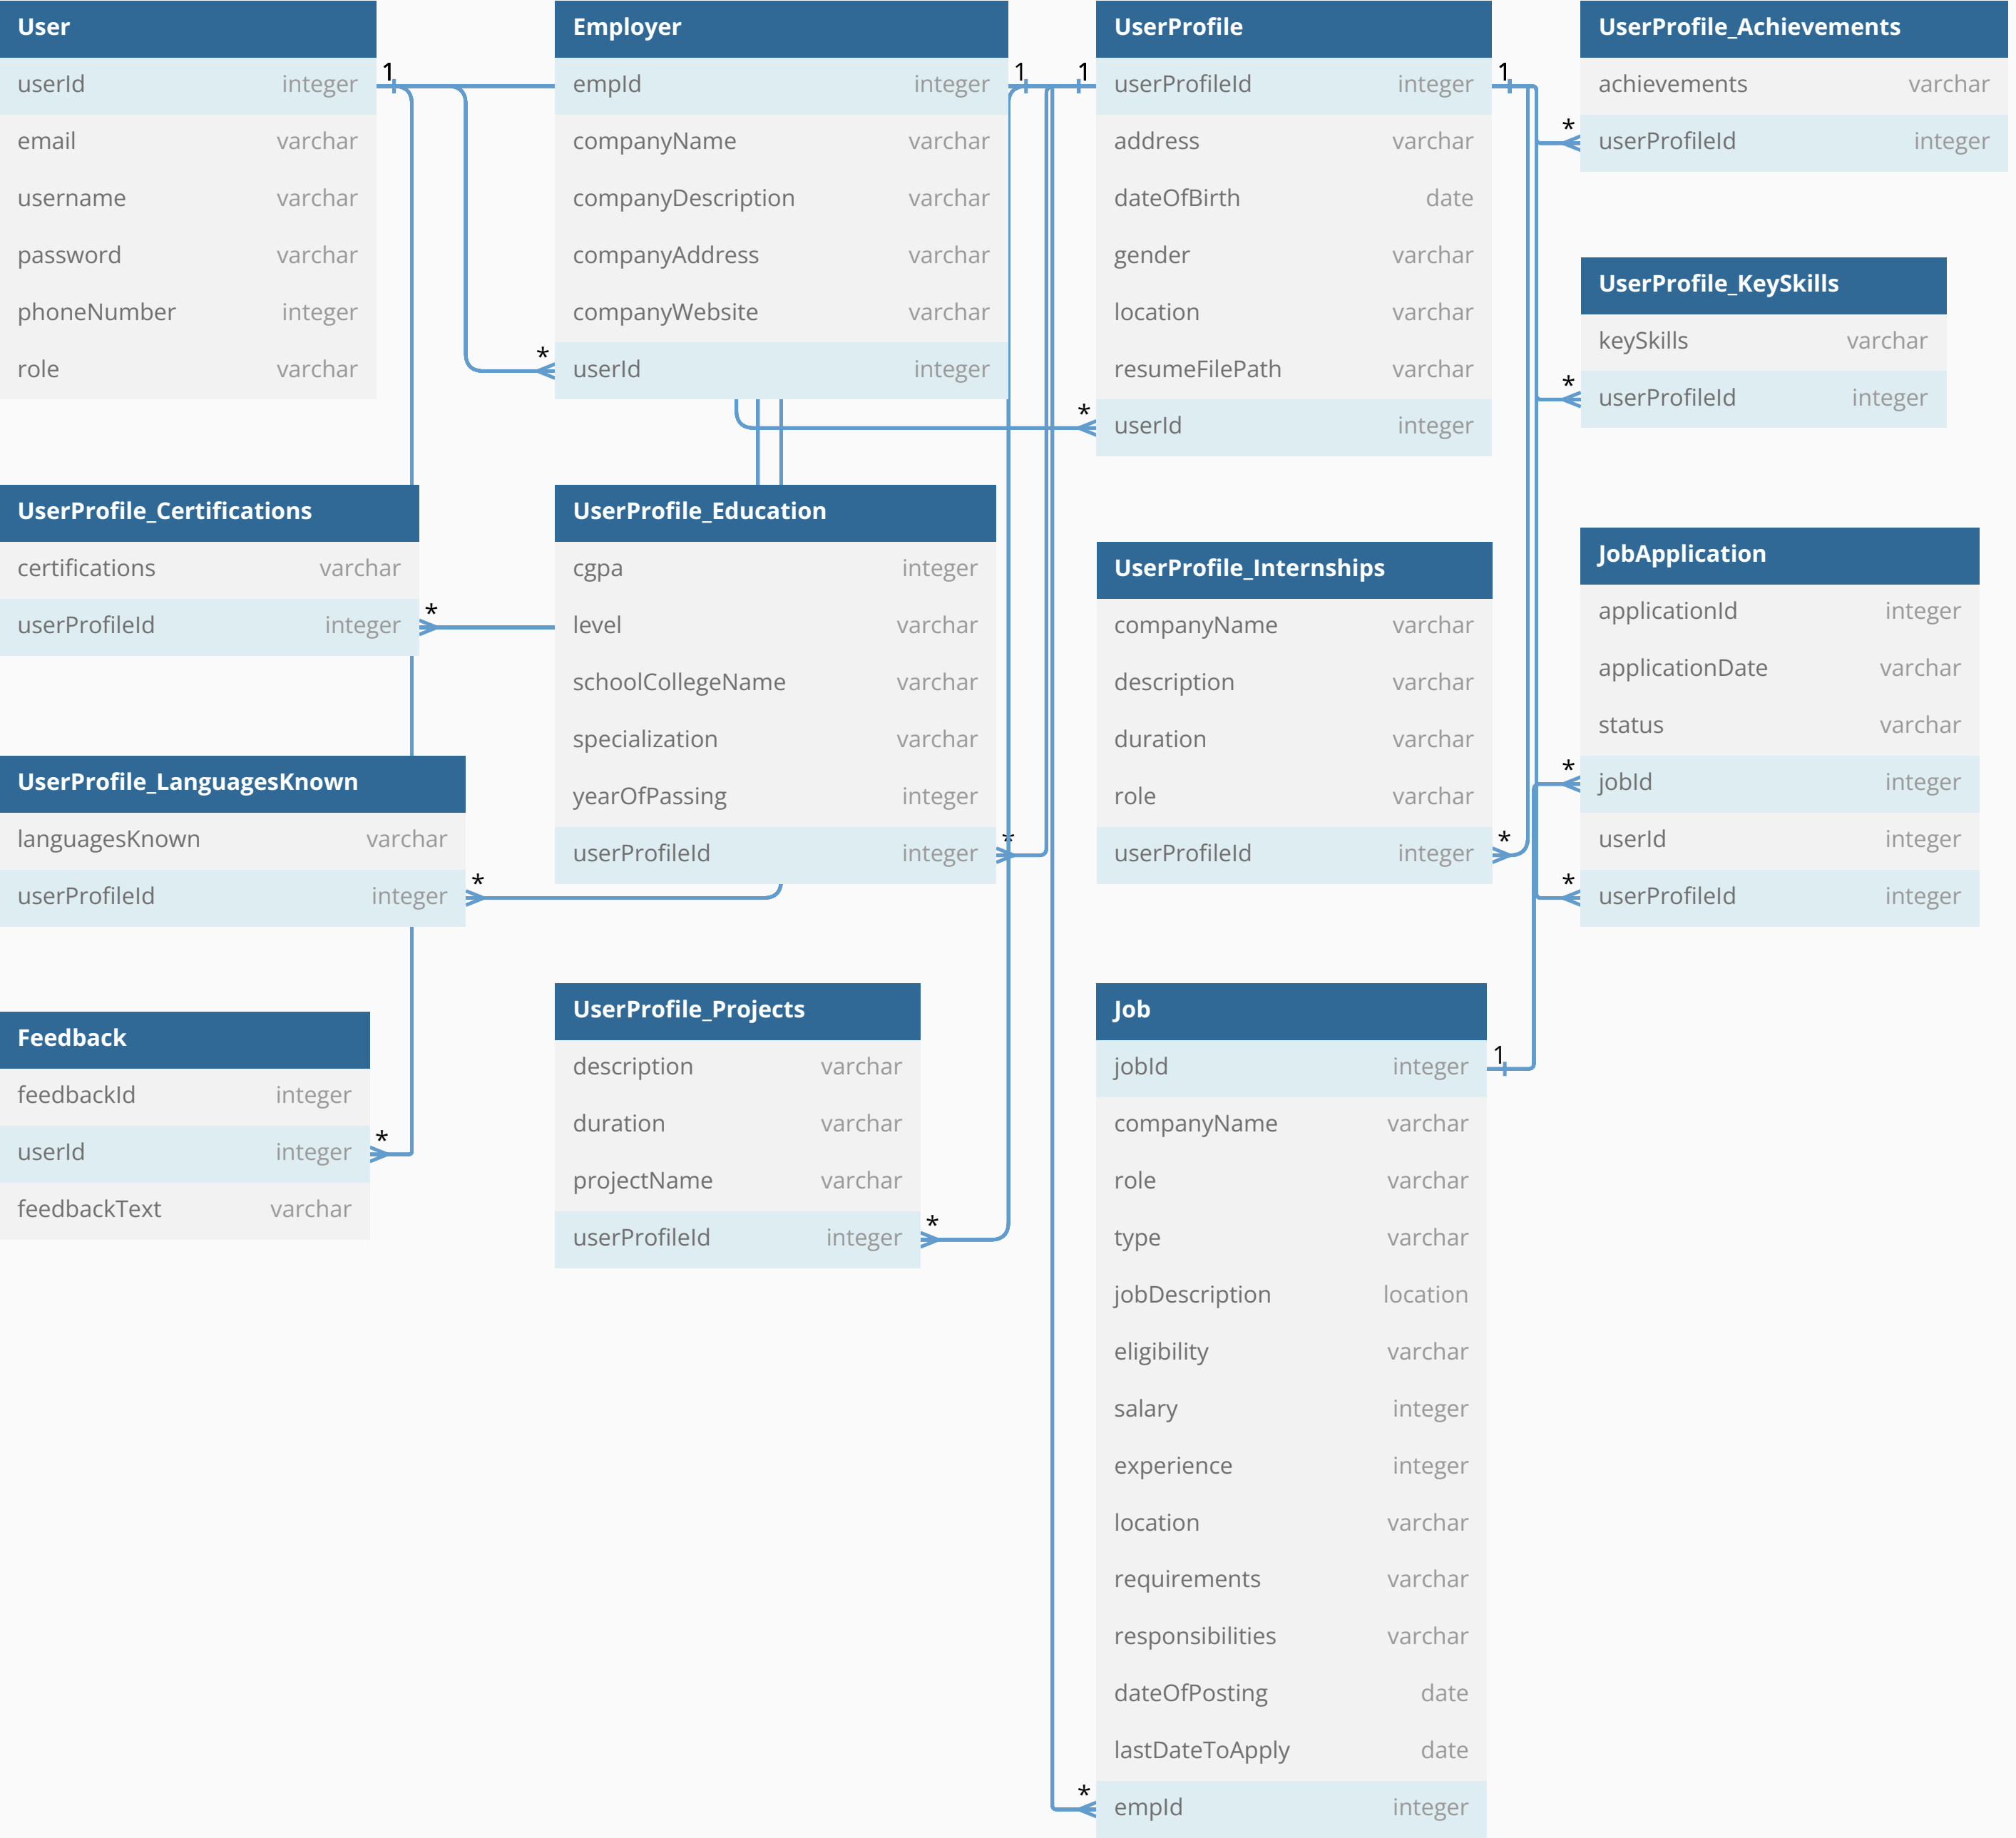 User
userId integer
email varchar
username varchar
password varchar
phoneNumber integer
role varchar
1
Employer
empId integer
companyName varchar
companyDescription varchar
companyAddress varchar
companyWebsite varchar
userId integer
*
1
1
UserProfile
userProfileId integer
address varchar
dateOfBirth date
gender varchar
location varchar
resumeFilePath varchar
userId integer
*
1
UserProfile_Achievements
achievements varchar
userProfileId integer
*
UserProfile_KeySkills
keySkills varchar
userProfileId integer
*
UserProfile_Certifications
certifications varchar
userProfileId integer
*
UserProfile_Education
cgpa integer
level varchar
schoolCollegeName varchar
specialization varchar
yearOfPassing integer
userProfileId integer
*
UserProfile_Internships
companyName varchar
description varchar
duration varchar
role varchar
userProfileId integer
*
JobApplication
applicationId integer
applicationDate varchar
status varchar
jobId integer
userId integer
userProfileId integer
*
*
UserProfile_LanguagesKnown
languagesKnown varchar
userProfileId integer
*
Feedback
feedbackId integer
userId integer
feedbackText varchar
*
UserProfile_Projects
description varchar
duration varchar
projectName varchar
userProfileId integer
*
Job
jobId integer
companyName varchar
role varchar
type varchar
jobDescription location
eligibility varchar
salary integer
experience integer
location varchar
requirements varchar
responsibilities varchar
dateOfPosting date
lastDateToApply date
empId integer
1
*